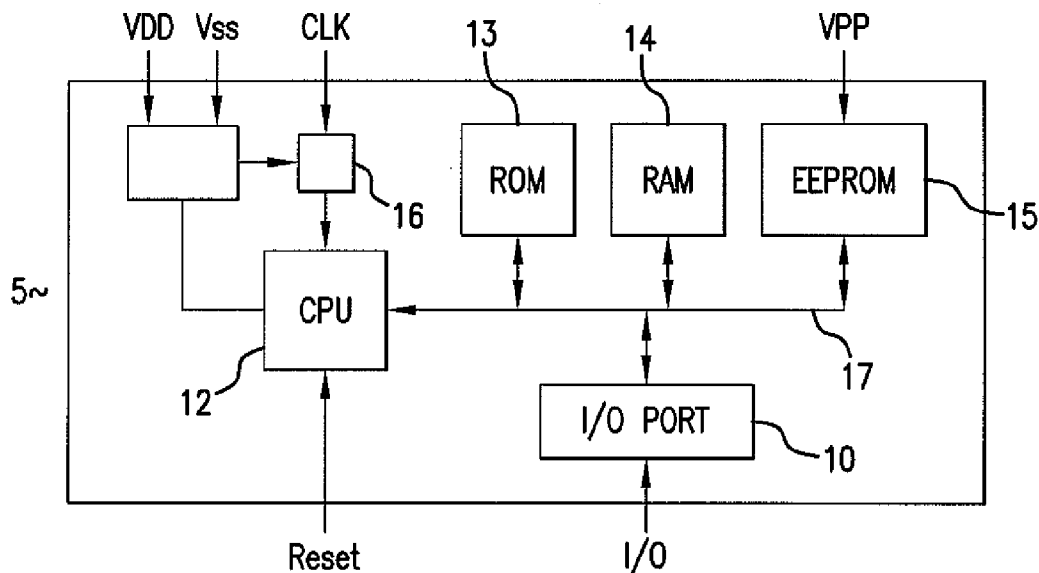 VDD Vss CLK 13 14 VPP
ROM RAM EEPROM
16 15
5~
CPU
12 17
I/O PORT
10
Reset I/O